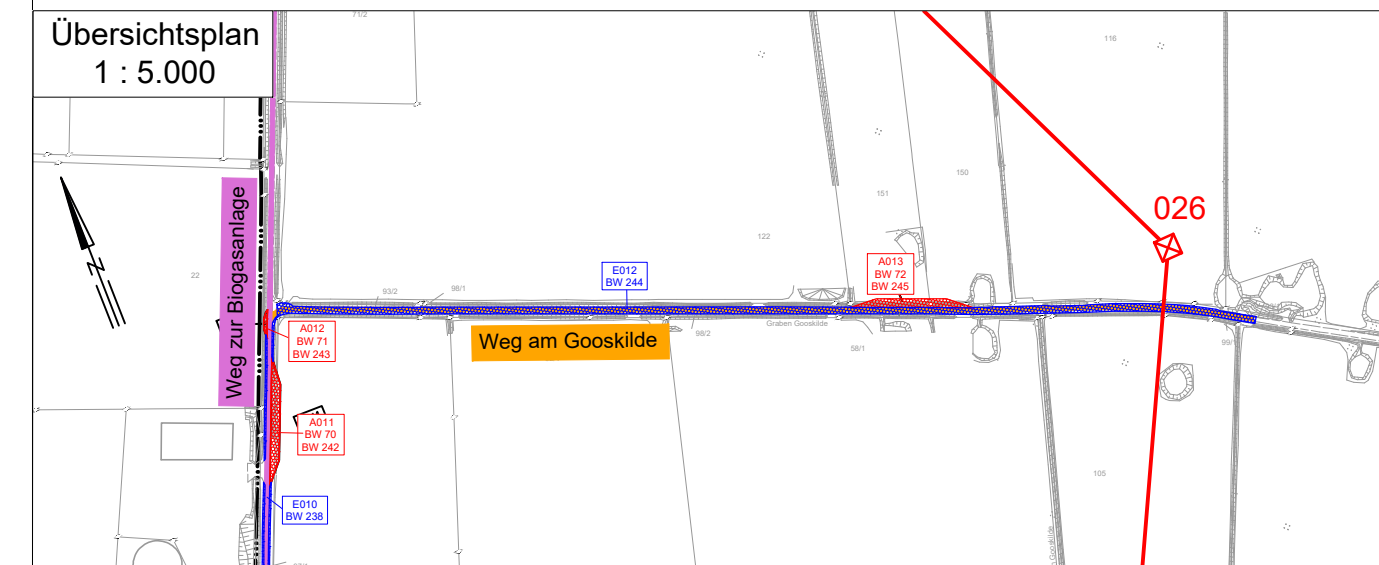 Übersichtsplan
1 : 5.000
71/2
116
150
151
122
22
026
Weg zur Biogasanlage
N
93/2
98/1
E012
BW 244
A013
BW 72
BW 245
A012
BW 71
BW 243
Weg am Gooskilde
98/2
Graben Gooskilde
58/1
A011
BW 70
BW 242
E010
BW 238
105
Gooskilde